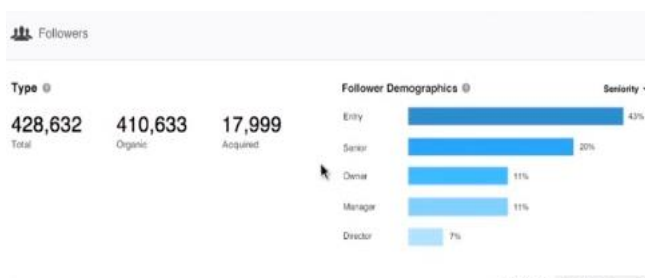 Followers
Type
428,632
Total
410,633
Organic
17,999
Acquired
Follower Demographics
Seniority
Entry
43%
Senior
20%
Owner
11%
Manager
11%
Director
7%